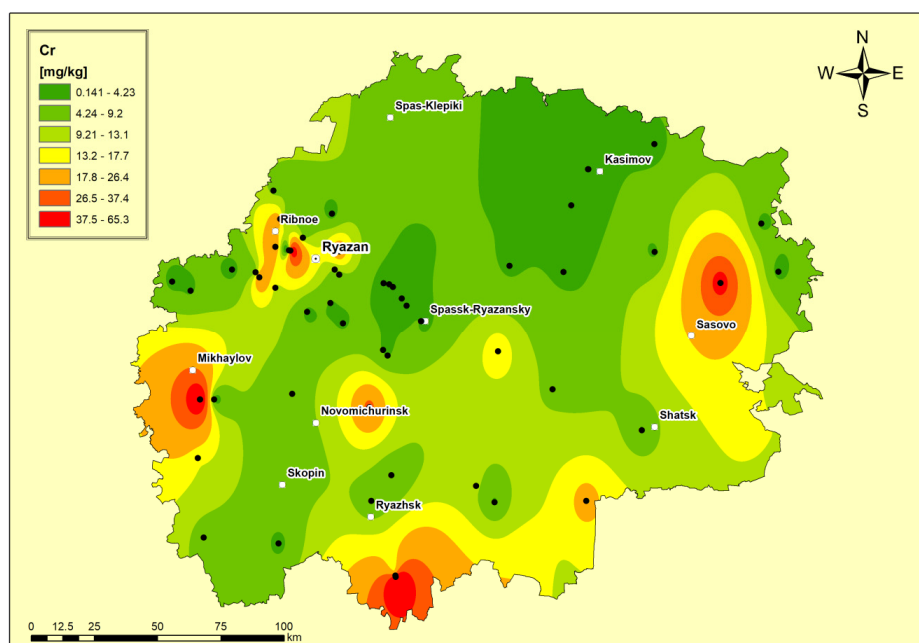 Cr
[mg/kg]
0.141 - 4.23
4.24 - 9.2
9.21 - 13.1
13.2 - 17.7
17.8 - 26.4
26.5 - 37.4
37.5 - 65.3
N
W E
S
Spas-Klepiki
Kasimov
Ribnoe
Ryazan
Spassk-Ryazansky
Sasovo
Mikhaylov
Novomichurinsk
Shatsk
Skopin
Ryazhsk
0 12.5 25 50 75 100
km